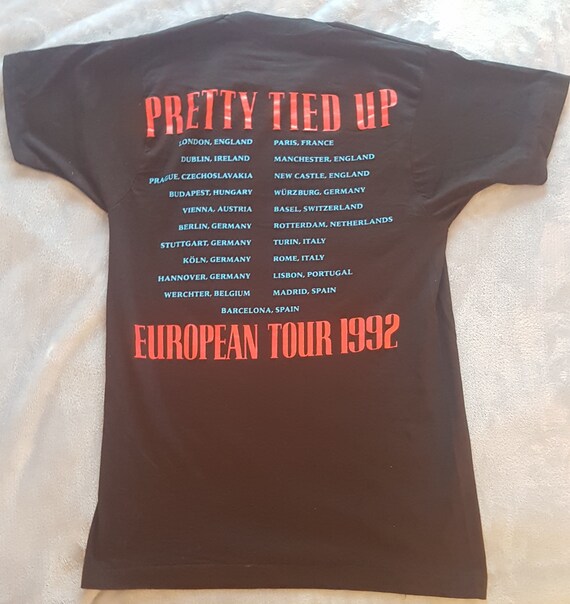 PRETTY TIED UP
LONDON, ENGLAND
DUBLIN, IRELAND
PRAGUE, CZECHOSLAVAKIA
BUDAPEST, HUNGARY
VIENNA, AUSTRIA
BERLIN, GERMANY
STUTTGART, GERMANY
KÖLN, GERMANY
HANNOVER, GERMANY
WERCHTER, BELGIUM
PARIS, FRANCE
MANCHESTER, ENGLAND
NEW CASTLE, ENGLAND
WÜRZBURG, GERMANY
BASEL, SWITZERLAND
ROTTERDAM, NETHERLANDS
TURIN, ITALY
ROME, ITALY
LISBON, PORTUGAL
MADRID, SPAIN
BARCELONA, SPAIN
EUROPEAN TOUR 1992